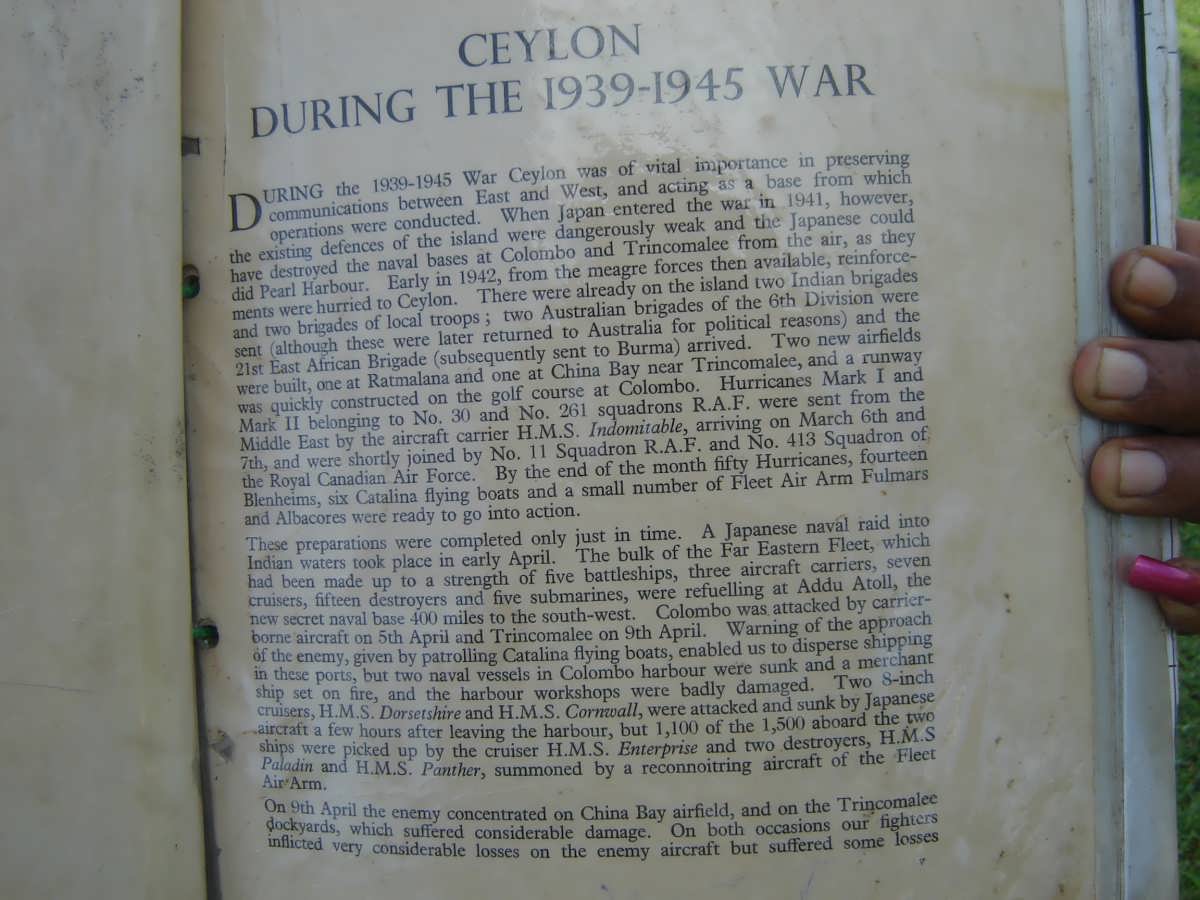 CEYLON
DURING THE 1939-1945 WAR
DURING the 1939-1945 War Ceylon was of vital importance in preserving
communications between East and West, and acting as a base from which
operations were conducted. When Japan entered the war in 1941, however,
the existing defences of the island were dangerously weak and the Japanese could
have destroyed the naval bases at Colombo and Trincomalee from the air, as they
did Pearl Harbour. Early in 1942, from the meagre forces then available, reinforce-
ments were hurried to Ceylon. There were already on the island two Indian brigades
and two brigades of local troops ; two Australian brigades of the 6th Division were
sent (although these were later returned to Australia for political reasons) and the
21st East African Brigade (subsequently sent to Burma) arrived. Two new airfields
were built, one at Ratmalana and one at China Bay near Trincomalee, and a runway
was quickly constructed on the golf course at Colombo. Hurricanes Mark I and
Mark II belonging to No. 30 and No. 261 squadrons R.A.F. were sent from the
Middle East by the aircraft carrier H.M.S. Indomitable, arriving on March 6th and
7th, and were shortly joined by No. 11 Squadron R.A.F. and No. 413 Squadron of
the Royal Canadian Air Force. By the end of the month fifty Hurricanes, fourteen
Blenheims, six Catalina flying boats and a small number of Fleet Air Arm Fulmars
and Albacores were ready to go into action.
These preparations were completed only just in time. A Japanese naval raid into
Indian waters took place in early April. The bulk of the Far Eastern Fleet, which
had been made up to a strength of five battleships, three aircraft carriers, seven
cruisers, fifteen destroyers and five submarines, were refuelling at Addu Atoll, the
new secret naval base 400 miles to the south-west. Colombo was attacked by carrier-
borne aircraft on 5th April and Trincomalee on 9th April. Warning of the approach
of the enemy, given by patrolling Catalina flying boats, enabled us to disperse shipping
in these ports, but two naval vessels in Colombo harbour were sunk and a merchant
ship set on fire, and the harbour workshops were badly damaged. Two 8-inch
cruisers, H.M.S. Dorsetshire and H.M.S. Cornwall, were attacked and sunk by Japanese
aircraft a few hours after leaving the harbour, but 1,100 of the 1,500 aboard the two
ships were picked up by the cruiser H.M.S. Enterprise and two destroyers, H.M.S
Paladin and H.M.S. Panther, summoned by a reconnoitring aircraft of the Fleet
Air Arm.
On 9th April the enemy concentrated on China Bay airfield, and on the Trincomalee
dockyards, which suffered considerable damage. On both occasions our fighters
inflicted very considerable losses on the enemy aircraft but suffered some losses